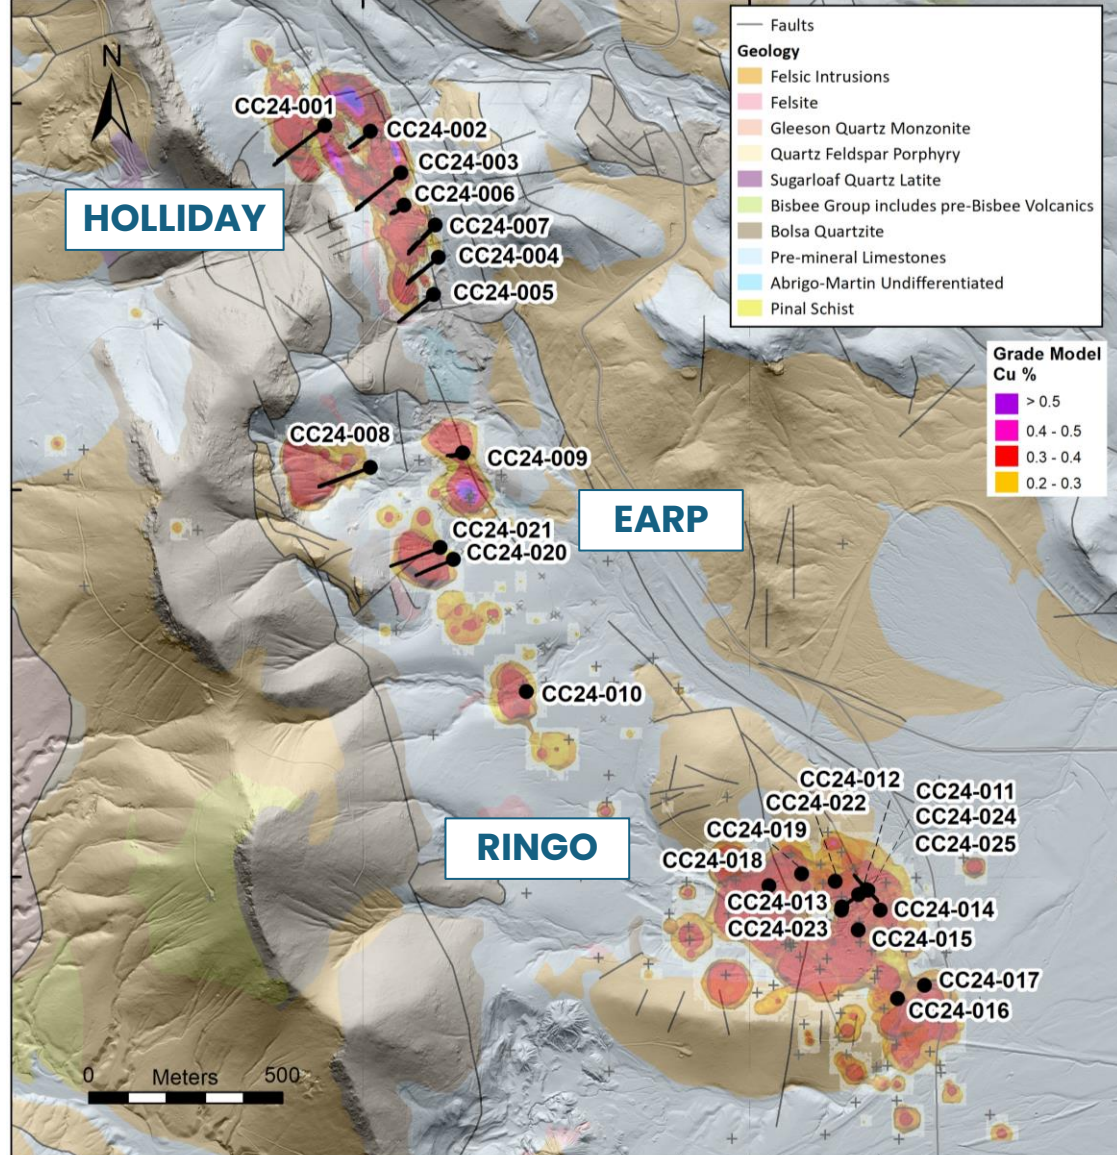 N
CC24-001
CC24-002
CC24-003
CC24-006
CC24-007
CC24-004
CC24-005
HOLLIDAY
Faults
Geology
Felsic Intrusions
Felsite
Gleeson Quartz Monzonite
Quartz Feldspar Porphyry
Sugarloaf Quartz Latite
Bisbee Group includes pre-Bisbee Volcanics
Bolsa Quartzite
Pre-mineral Limestones
Abrigo-Martin Undifferentiated
Pinal Schist
Grade Model
Cu %
> 0.5
0.4 - 0.5
0.3 - 0.4
0.2 - 0.3
CC24-008
CC24-009
EARP
CC24-021
CC24-020
CC24-010
RINGO
CC24-012
CC24-022
CC24-019
CC24-018
CC24-011
CC24-024
CC24-025
CC24-013
CC24-023
CC24-014
CC24-015
CC24-017
CC24-016
0 Meters 500